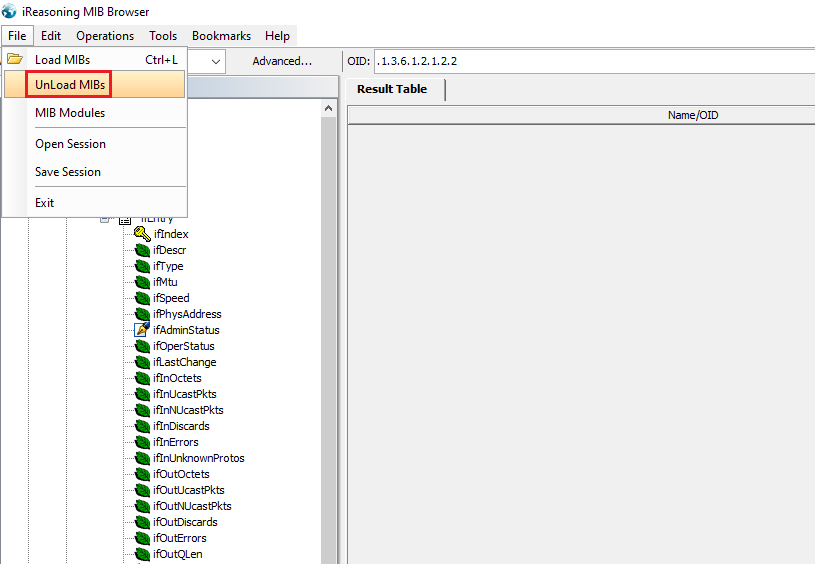 iReasoning MIB Browser
File Edit Operations Tools Bookmarks Help
Load MIBs Ctrl+L
Advanced... OID: .1.3.6.1.2.1.2.2
UnLoad MIBs
Result Table
MIB Modules
Name/OID
Open Session
Save Session
Exit
ifEntry
ifIndex
ifDescr
ifType
ifMtu
ifSpeed
ifPhysAddress
ifAdminStatus
ifOperStatus
ifLastChange
ifInOctets
ifInUcastPkts
ifInNUcastPkts
ifInDiscards
ifInErrors
ifInUnknownProtos
ifOutOctets
ifOutUcastPkts
ifOutNUcastPkts
ifOutDiscards
ifOutErrors
ifOutQLen